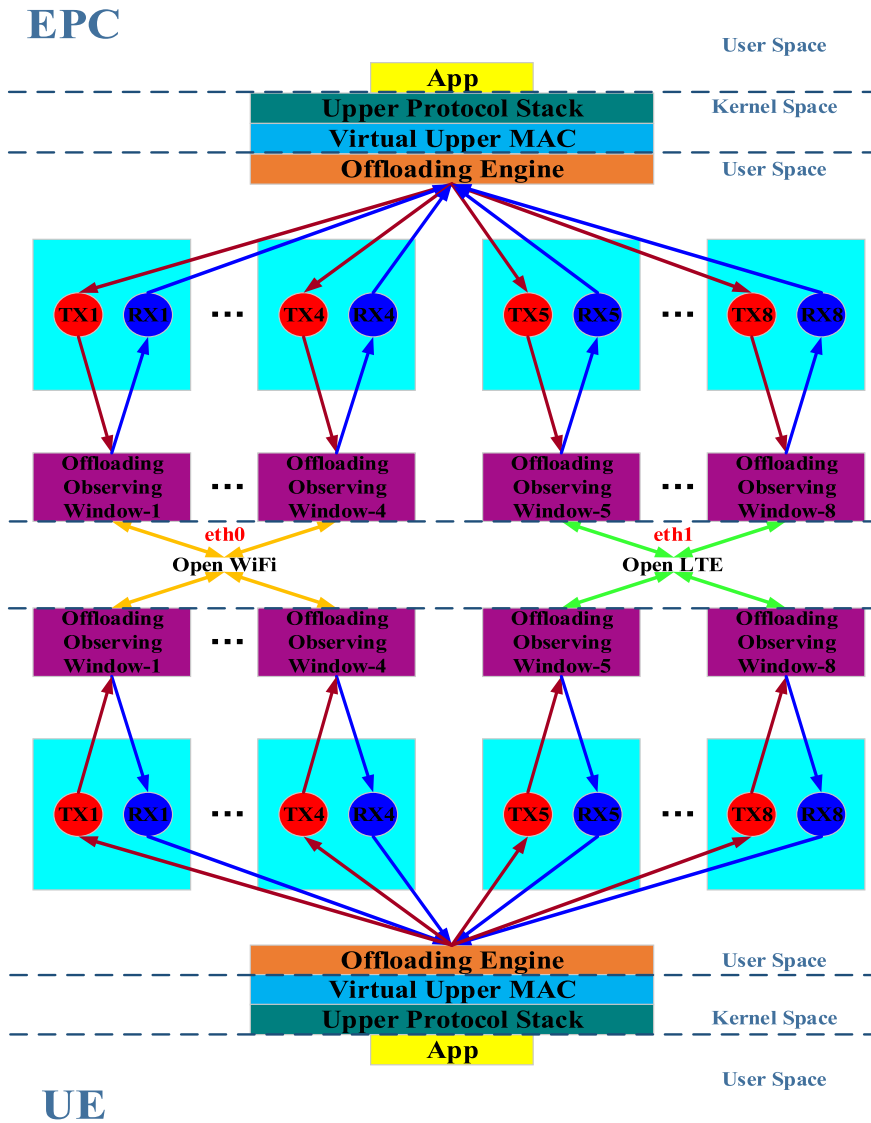 EPC
User Space
App
Upper Protocol Stack
Kernel Space
Virtual Upper MAC
Offloading Engine
User Space
TX1
RX1
...
TX4
RX4
TX5
RX5
...
TX8
RX8
Offloading
Observing
Window-1
...
Offloading
Observing
Window-4
Offloading
Observing
Window-5
...
Offloading
Observing
Window-8
eth0
eth1
Open WiFi
Open LTE
Offloading
Observing
Window-1
...
Offloading
Observing
Window-4
Offloading
Observing
Window-5
...
Offloading
Observing
Window-8
TX1
RX1
...
TX4
RX4
TX5
RX5
...
TX8
RX8
Offloading Engine
User Space
Virtual Upper MAC
Upper Protocol Stack
Kernel Space
App
User Space
UE